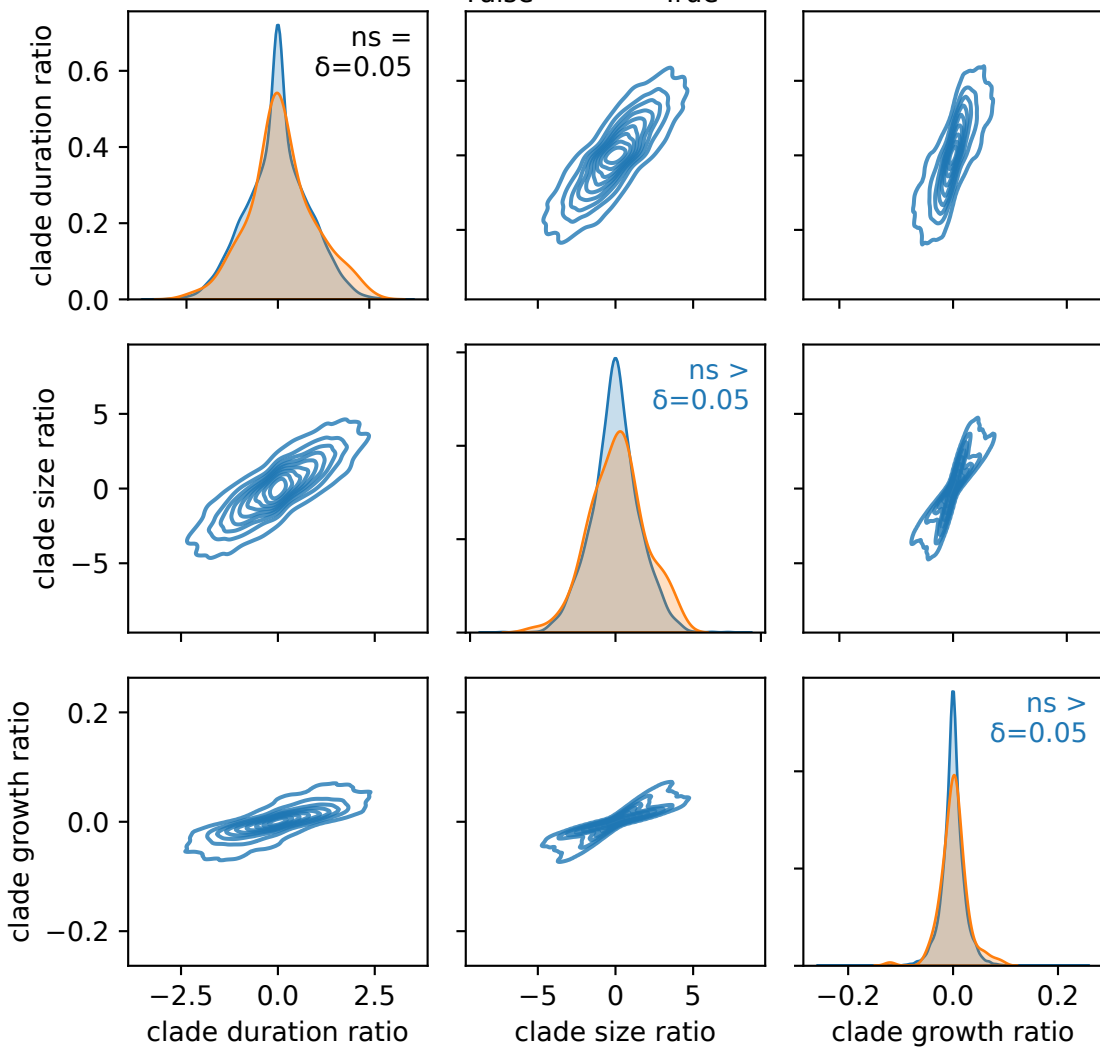 clade duration ratio
0.6
0.4
0.2
0.0
ns =
δ=0.05
clade size ratio
5
0
−5
ns >
δ=0.05
clade growth ratio
0.2
0.0
−0.2
ns >
δ=0.05
−2.5 0.0 2.5
−5 0 5
−0.2 0.0 0.2
clade duration ratio
clade size ratio
clade growth ratio